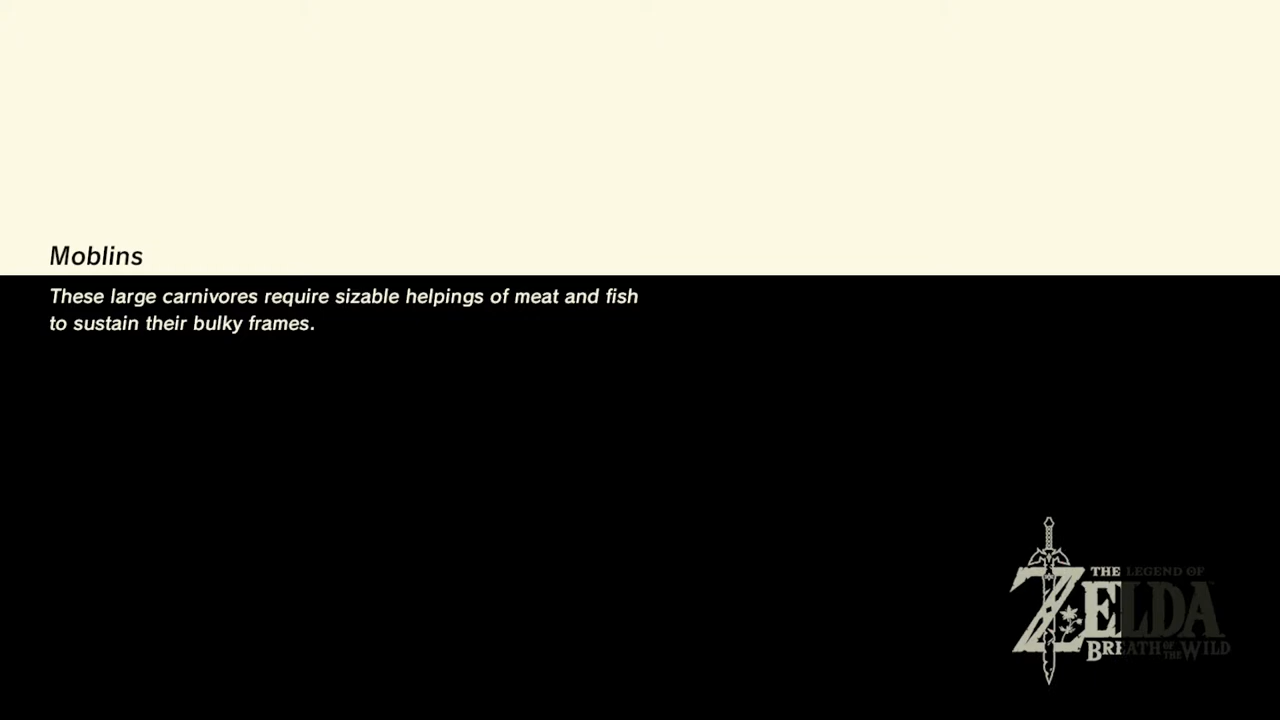 Moblins
These large carnivores require sizable helpings of meat and fish
to sustain their bulky frames.
THE LEGEND OF
ZELDA
BREATH OF THE WILD